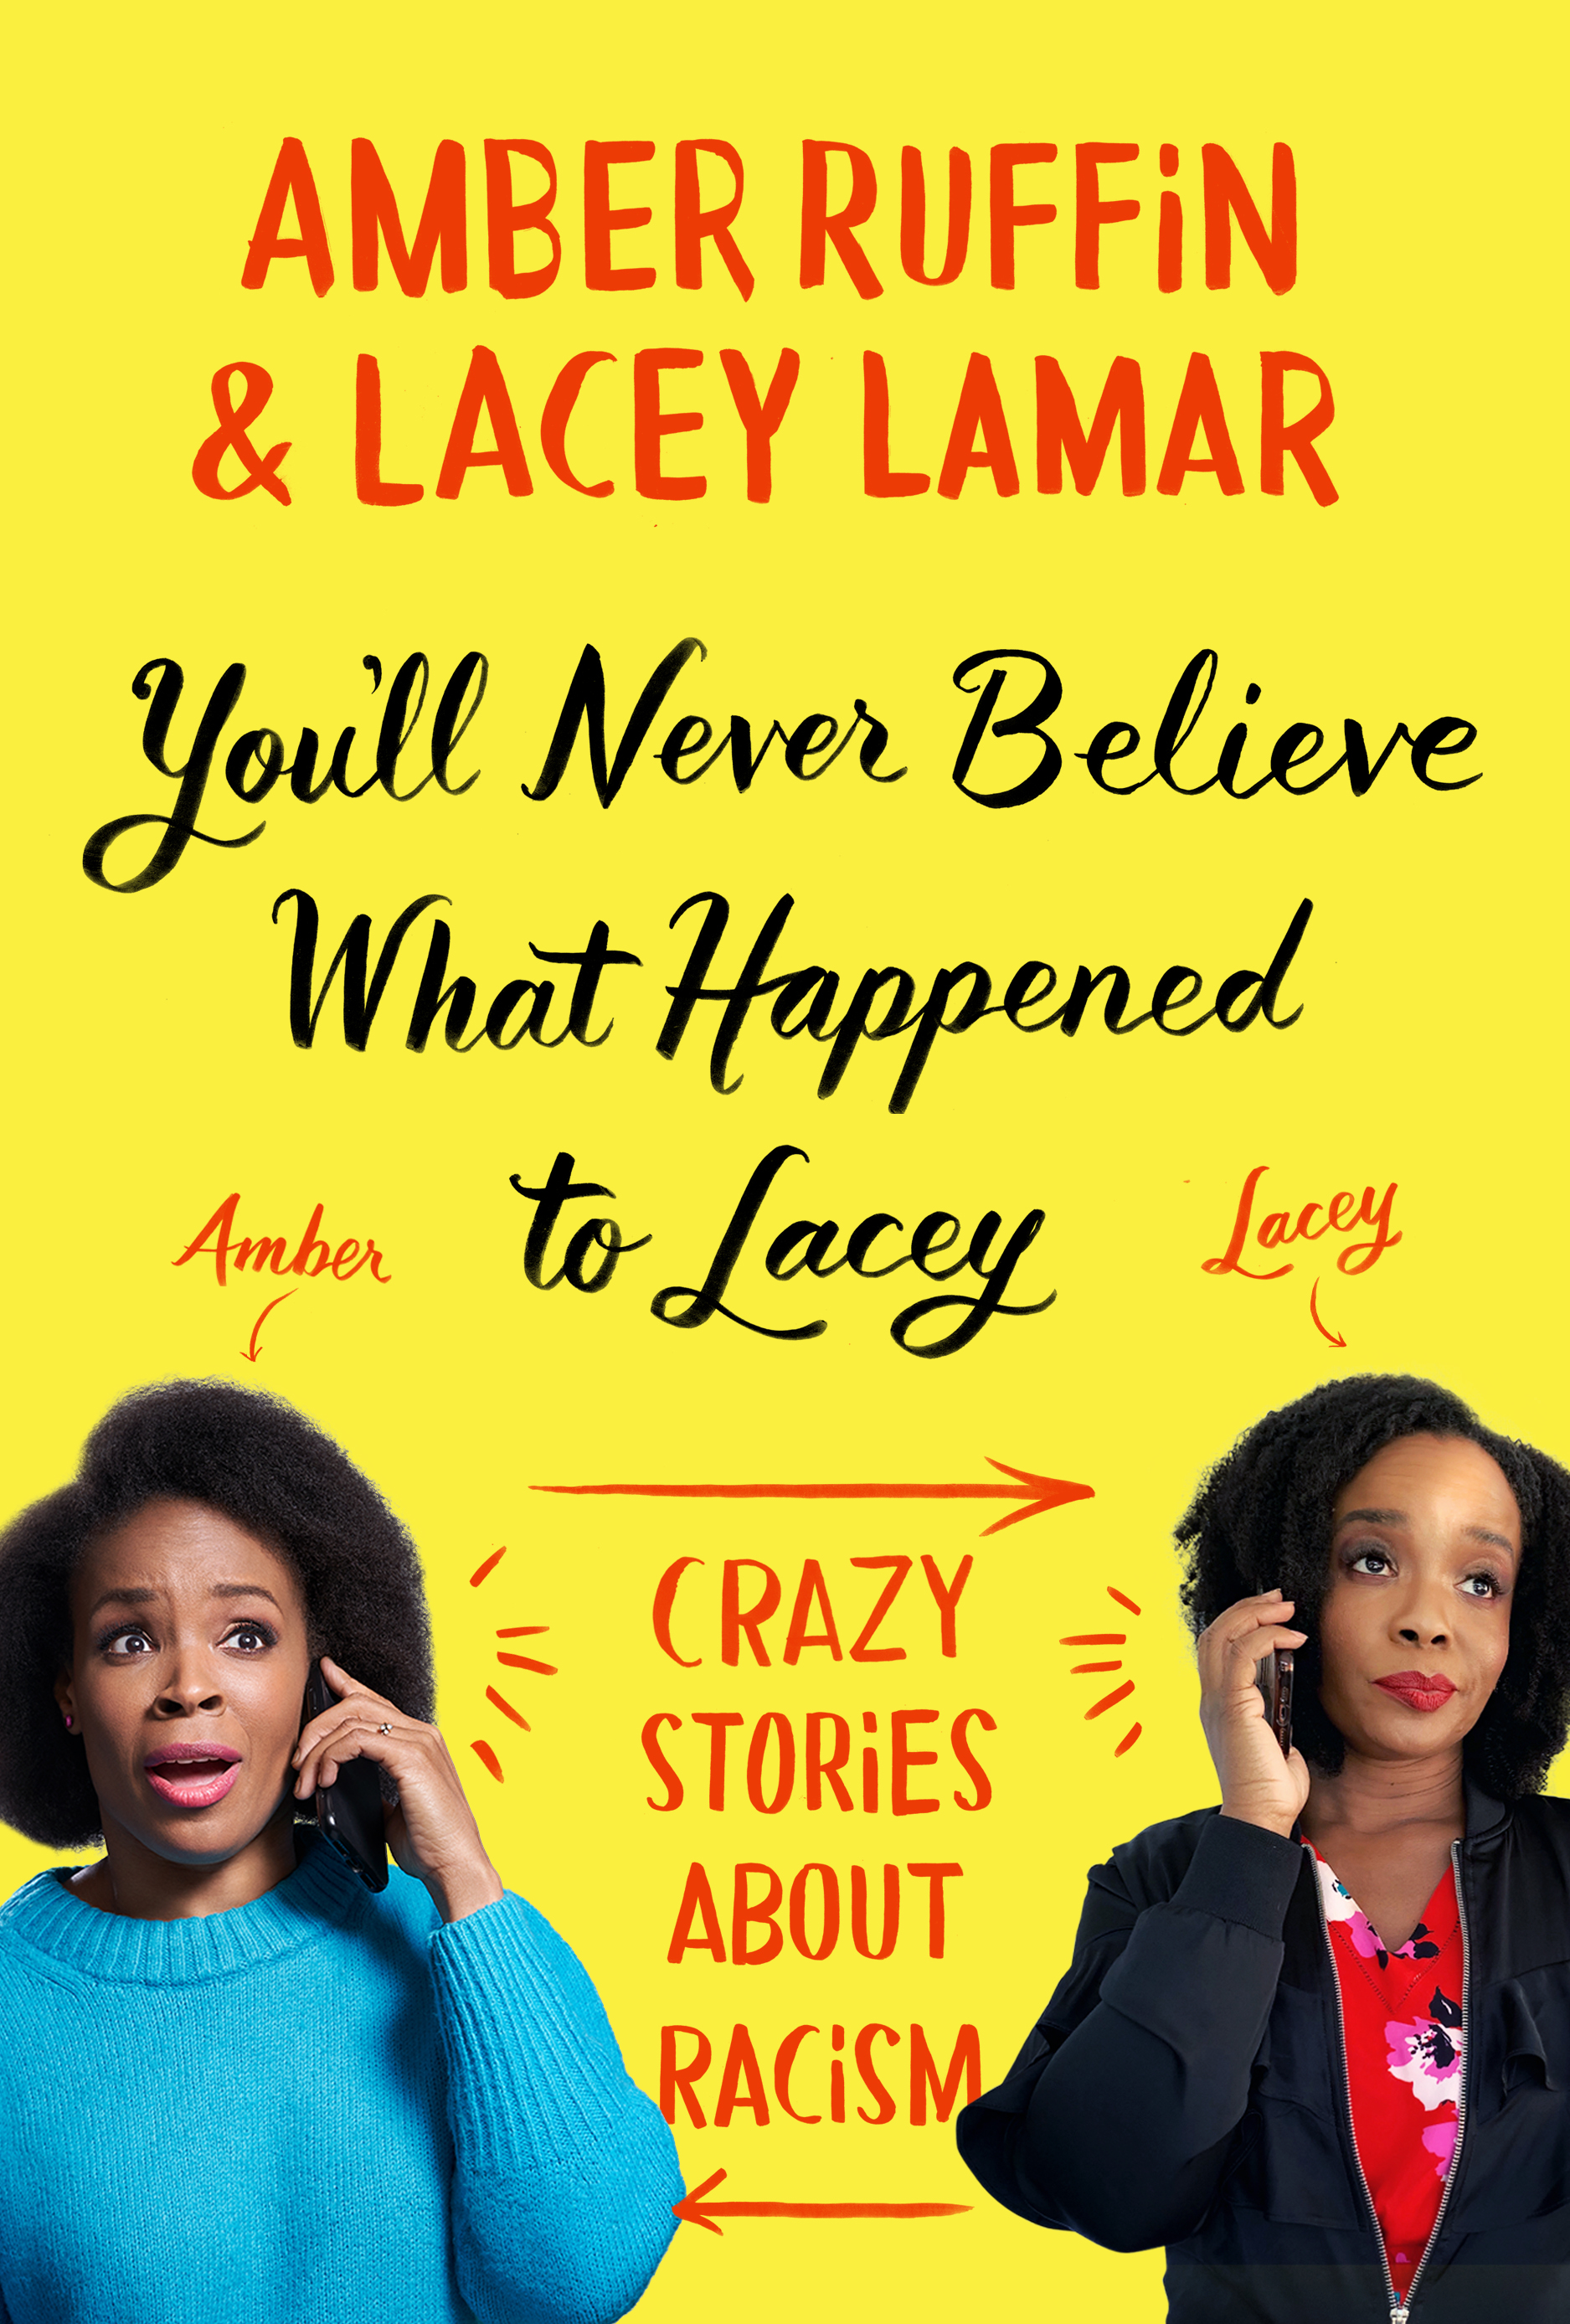 AMBER RUFFiN
& LACEY LAMAR
You'll Never Believe
What Happened
to Lacey
Amber
Lacey
CRAZY
STORiES
ABOUT
RACiSM